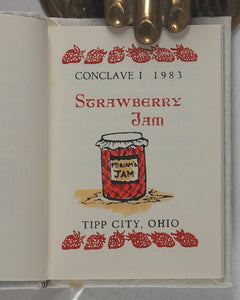 CONCLAVE I 1983
STRAWBERRY
JAM
MIRIAM'S
JAM
TIPP CITY, OHIO